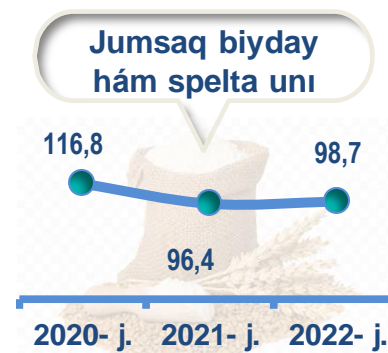 Jumsaq biyday
hám spelta unı
116,8
98,7
96,4
2020- j. 2021- j. 2022- j.